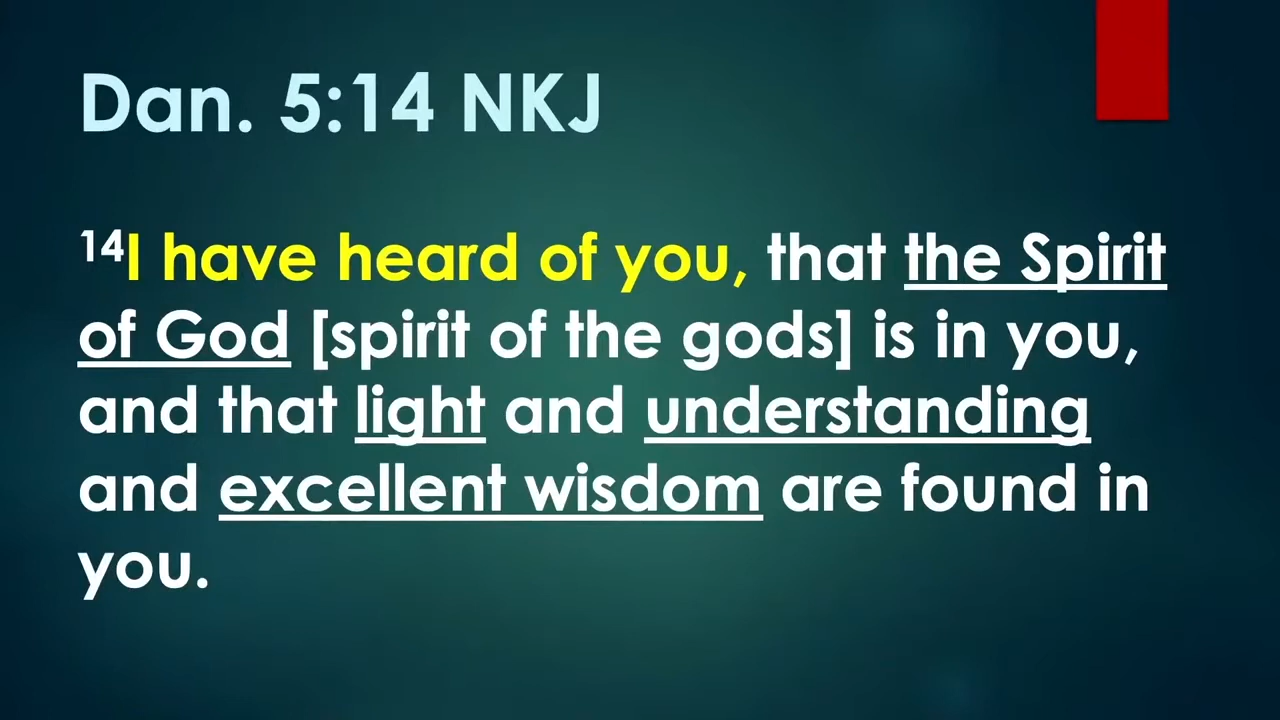 Dan. 5:14 NKJ
14I have heard of you, that the Spirit
of God [spirit of the gods] is in you,
and that light and understanding
and excellent wisdom are found in
you.